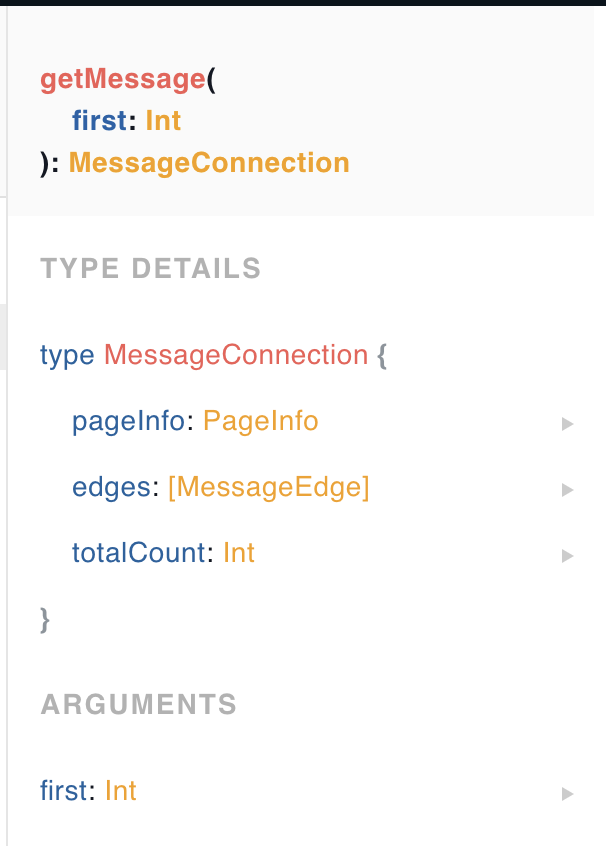 getMessage(
first: Int
): MessageConnection
TYPE DETAILS
type MessageConnection {
pageInfo: PageInfo
edges: [MessageEdge]
totalCount: Int
}
ARGUMENTS
first: Int